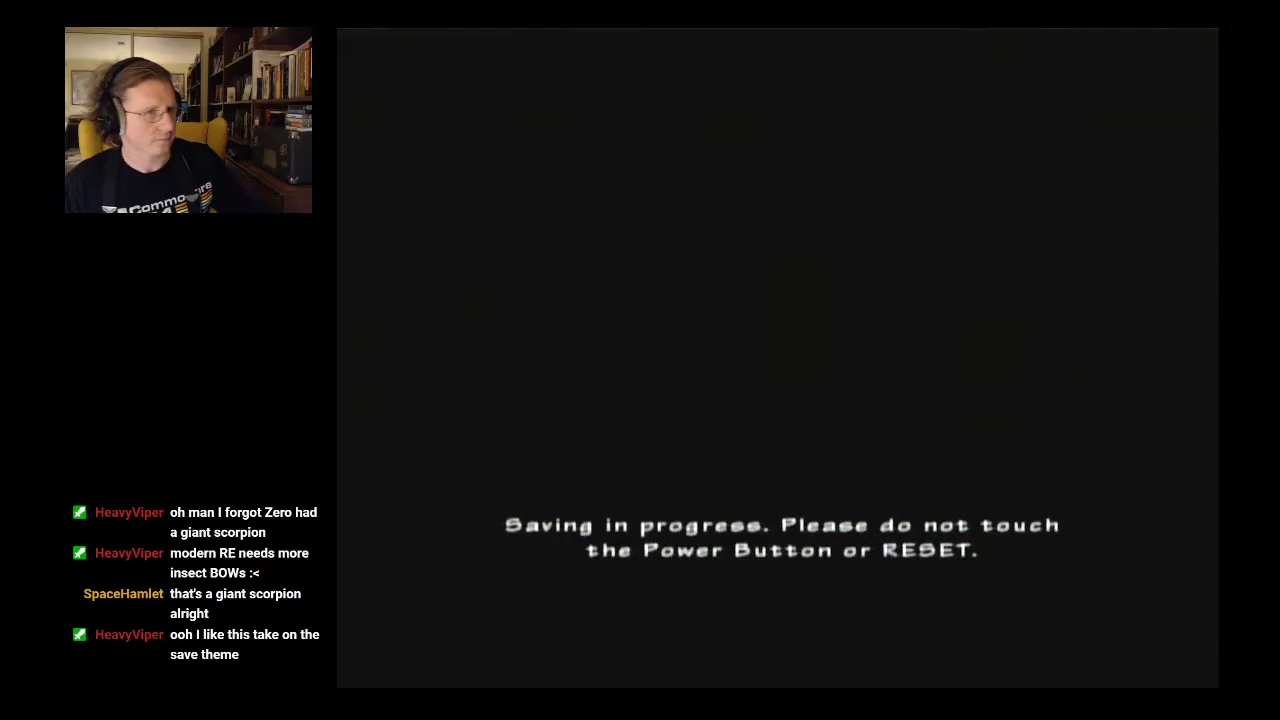 Commodore
Saving in progress. Please do not touch
the Power Button or RESET.
HeavyViper oh man I forgot Zero had
a giant scorpion
HeavyViper modern RE needs more
insect BOWs :<
SpaceHamlet that's a giant scorpion
alright
HeavyViper ooh I like this take on the
save theme